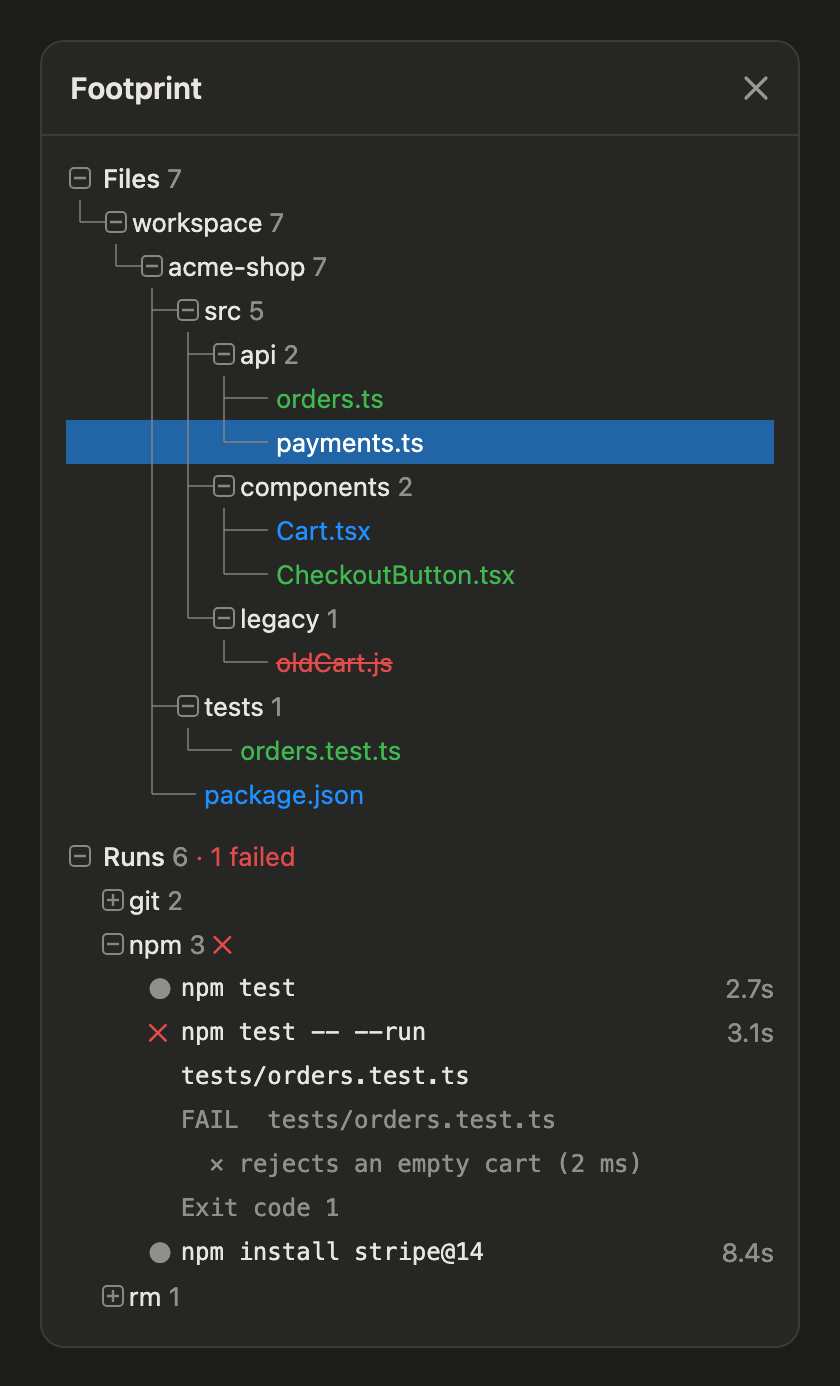 Footprint
Files 7
workspace 7
acme-shop 7
src 5
api 2
orders.ts
payments.ts
components 2
Cart.tsx
CheckoutButton.tsx
legacy 1
oldCart.js
tests 1
orders.test.ts
package.json
Runs 6 · 1 failed
git 2
npm 3
npm test 2.7s
npm test -- --run 3.1s
tests/orders.test.ts
FAIL  tests/orders.test.ts
× rejects an empty cart (2 ms)
Exit code 1
npm install stripe@14 8.4s
rm 1